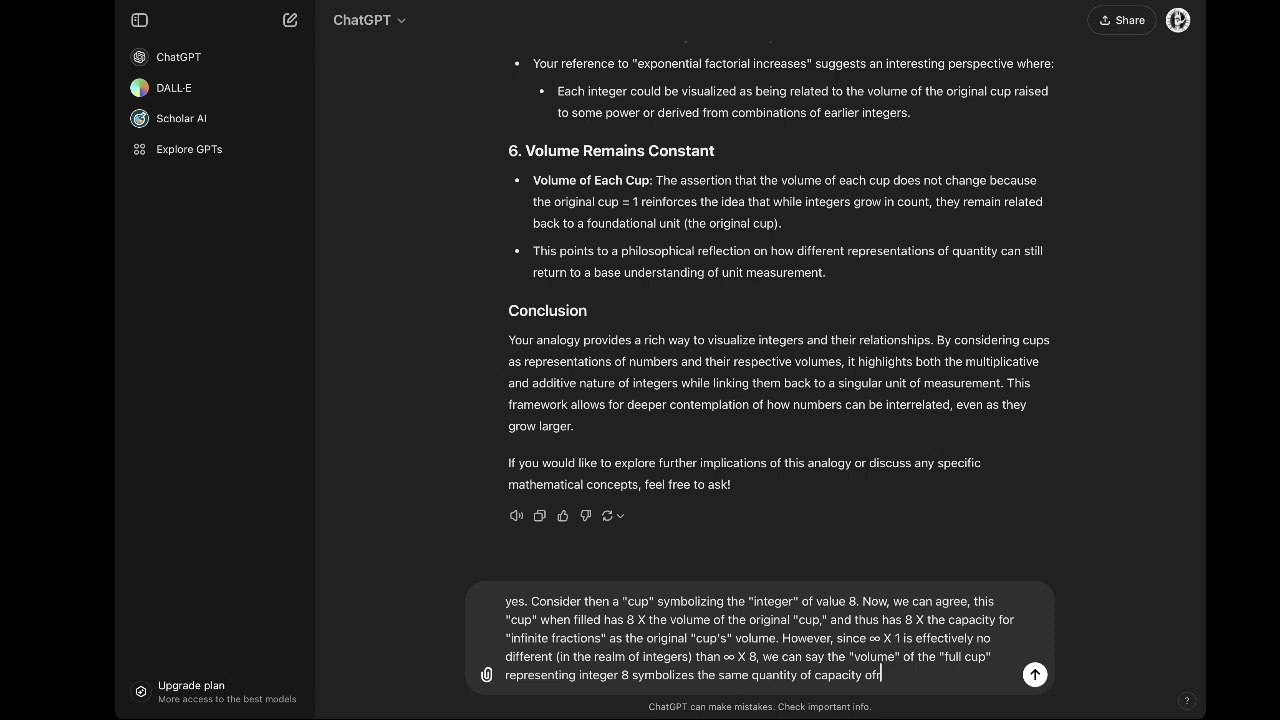 ChatGPT
Share
ChatGPT
DALL·E
Scholar AI
Explore GPTs
Your reference to "exponential factorial increases" suggests an interesting perspective where:
Each integer could be visualized as being related to the volume of the original cup raised
to some power or derived from combinations of earlier integers.
6. Volume Remains Constant
Volume of Each Cup: The assertion that the volume of each cup does not change because
the original cup = 1 reinforces the idea that while integers grow in count, they remain related
back to a foundational unit (the original cup).
This points to a philosophical reflection on how different representations of quantity can still
return to a base understanding of unit measurement.
Conclusion
Your analogy provides a rich way to visualize integers and their relationships. By considering cups
as representations of numbers and their respective volumes, it highlights both the multiplicative
and additive nature of integers while linking them back to a singular unit of measurement. This
framework allows for deeper contemplation of how numbers can be interrelated, even as they
grow larger.
If you would like to explore further implications of this analogy or discuss any specific
mathematical concepts, feel free to ask!
yes. Consider then a "cup" symbolizing the "integer" of value 8. Now, we can agree, this
"cup" when filled has 8 X the volume of the original "cup," and thus has 8 X the capacity for
"infinite fractions" as the original "cup's" volume. However, since ∞ X 1 is effectively no
different (in the realm of integers) than ∞ X 8, we can say the "volume" of the "full cup"
representing integer 8 symbolizes the same quantity of capacity ofr
Upgrade plan
More access to the best models
ChatGPT can make mistakes. Check important info.
?